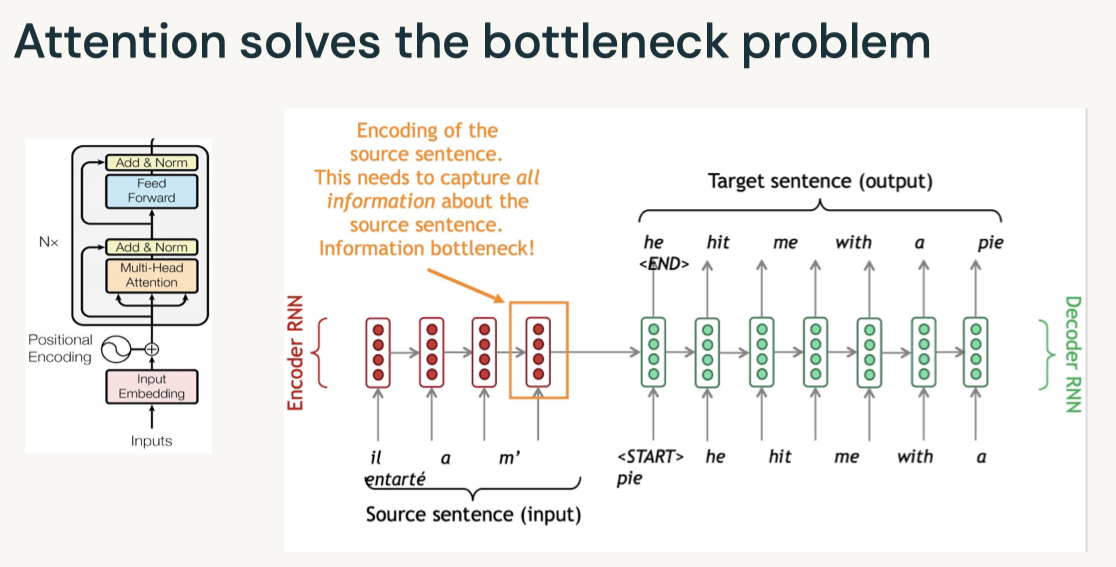 Attention solves the bottleneck problem
Add & Norm
Feed
Forward
Nx
Add & Norm
Multi-Head
Attention
Positional
Encoding
Input
Embedding
Inputs
Encoding of the
source sentence.
This needs to capture all
information about the
source sentence.
Information bottleneck!
Target sentence (output)
he hit me with a pie
<END>
Encoder RNN
Decoder RNN
il a m’
entarté
Source sentence (input)
<START> he hit me with a
pie